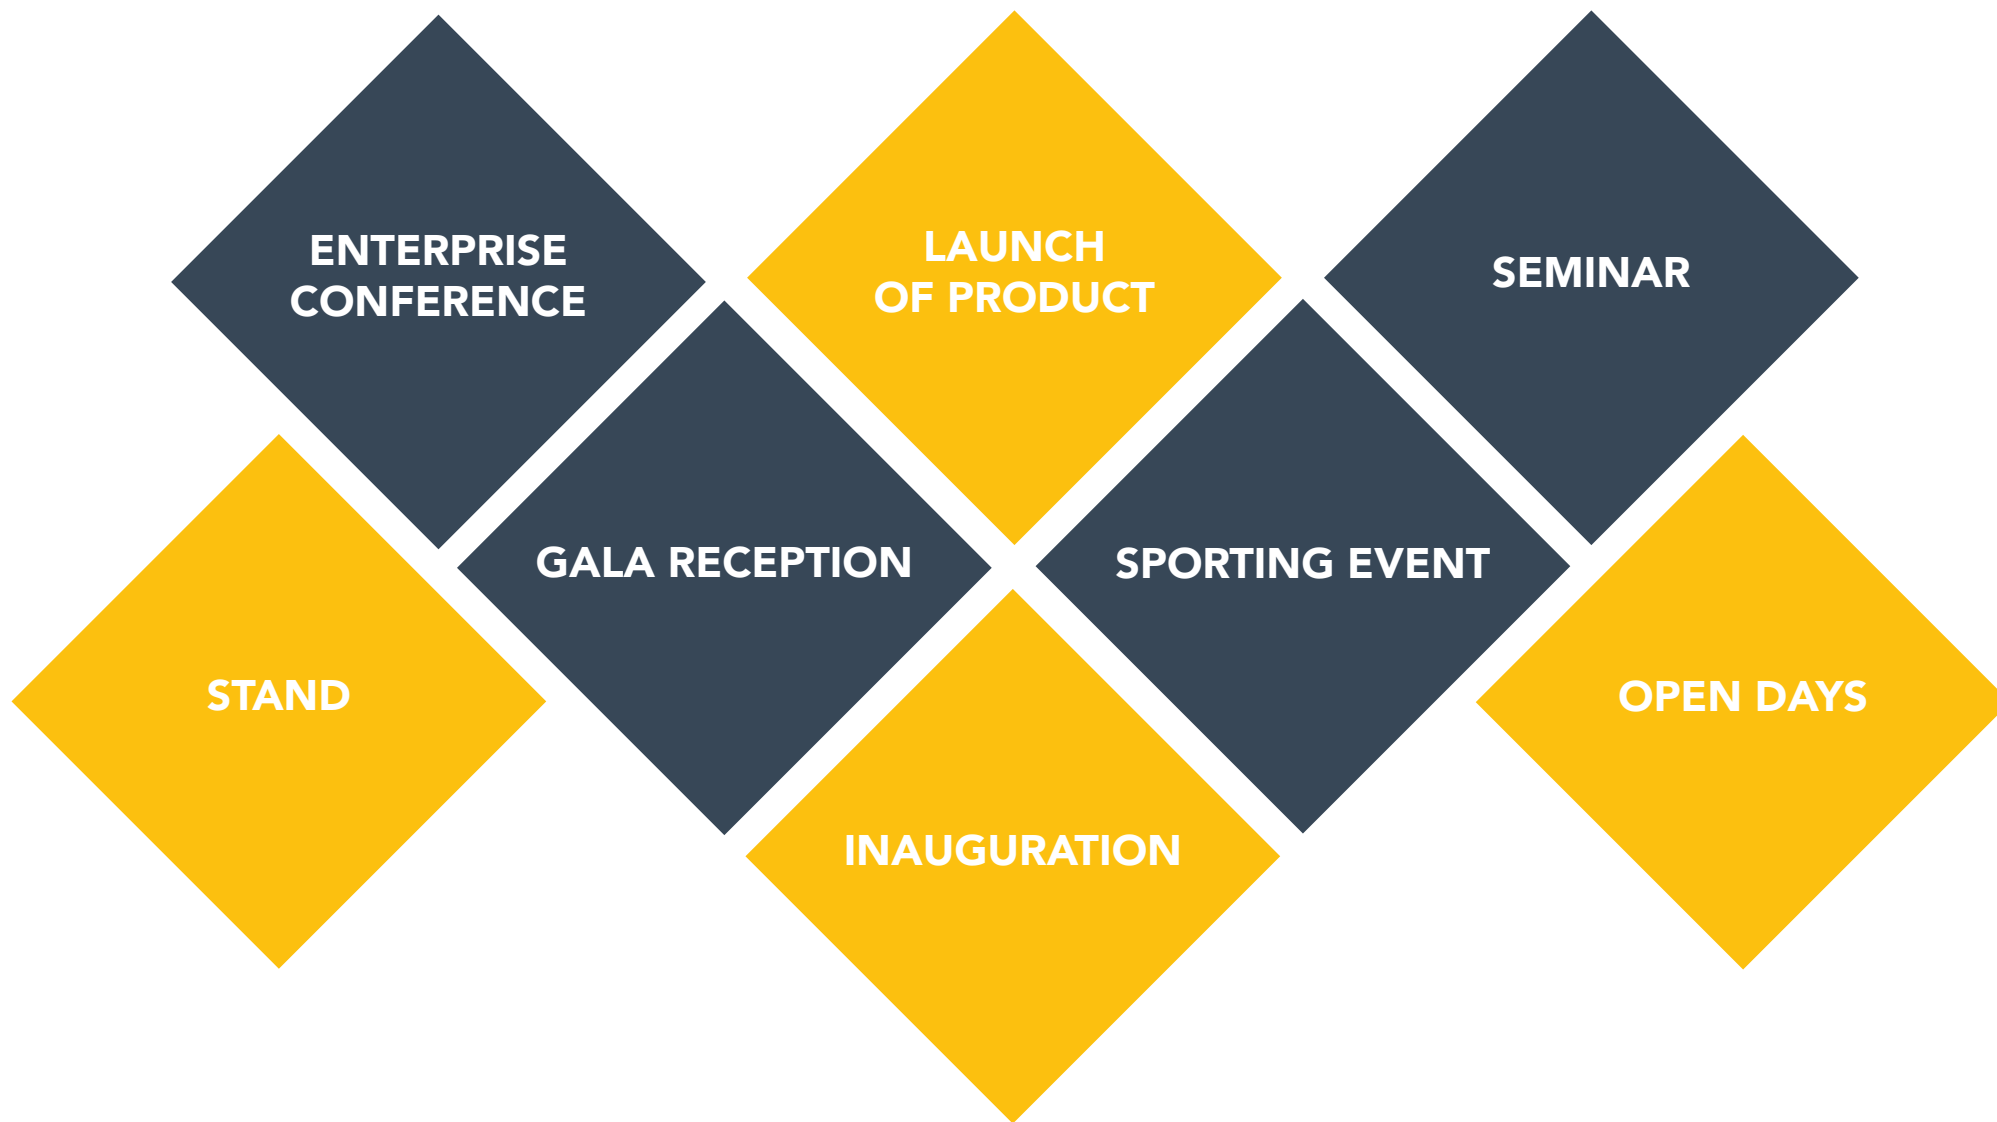 ENTERPRISE
CONFERENCE
LAUNCH
OF PRODUCT
SEMINAR
GALA RECEPTION
SPORTING EVENT
STAND
OPEN DAYS
INAUGURATION